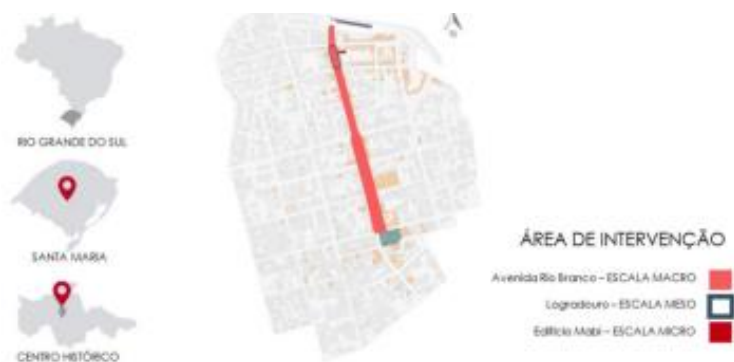 RIO GRANDE DO SUL
SANTA MARIA
CENTRO HISTÓRICO
ÁREA DE INTERVENÇÃO
Avenida Rio Branco – ESCALA MACRO
Logradouro – ESCALA MESO
Edifício Mabi – ESCALA MICRO